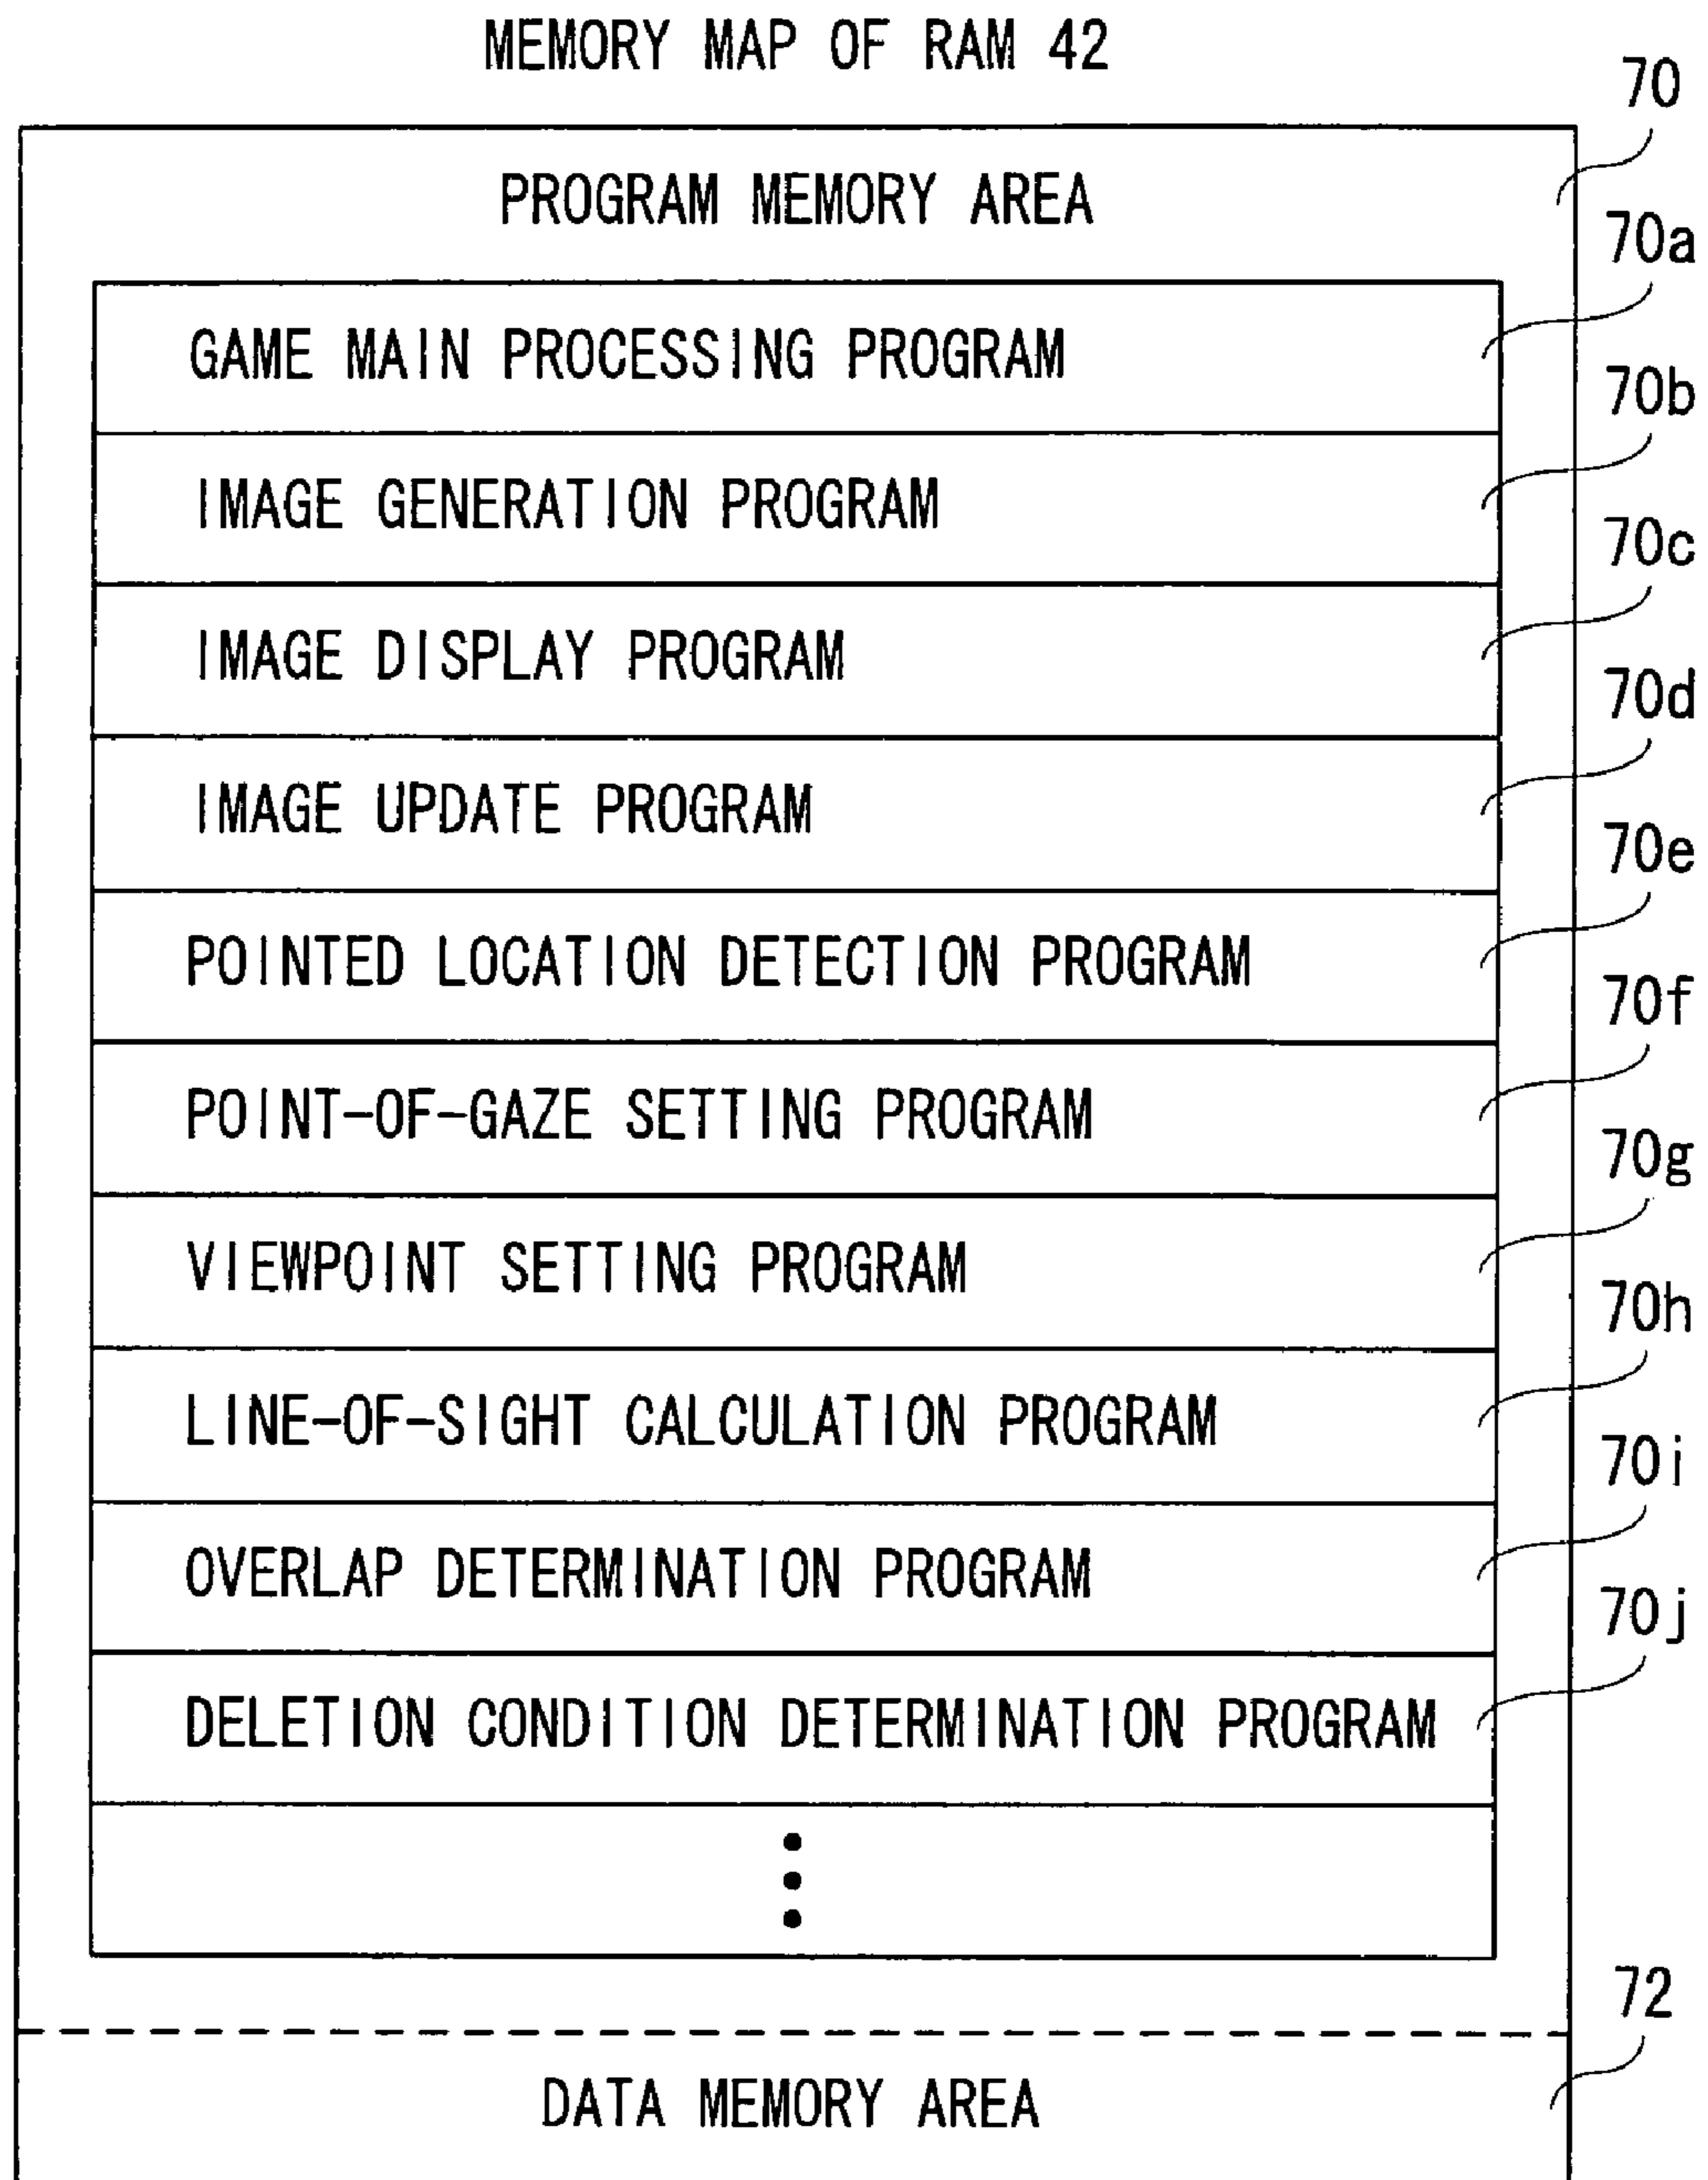 MEMORY MAP OF RAM 42
70
PROGRAM MEMORY AREA
70a
GAME MAIN PROCESSING PROGRAM
70b
IMAGE GENERATION PROGRAM
70c
IMAGE DISPLAY PROGRAM
70d
IMAGE UPDATE PROGRAM
70e
POINTED LOCATION DETECTION PROGRAM
70f
POINT-OF-GAZE SETTING PROGRAM
70g
VIEWPOINT SETTING PROGRAM
70h
LINE-OF-SIGHT CALCULATION PROGRAM
70i
OVERLAP DETERMINATION PROGRAM
70j
DELETION CONDITION DETERMINATION PROGRAM
72
DATA MEMORY AREA